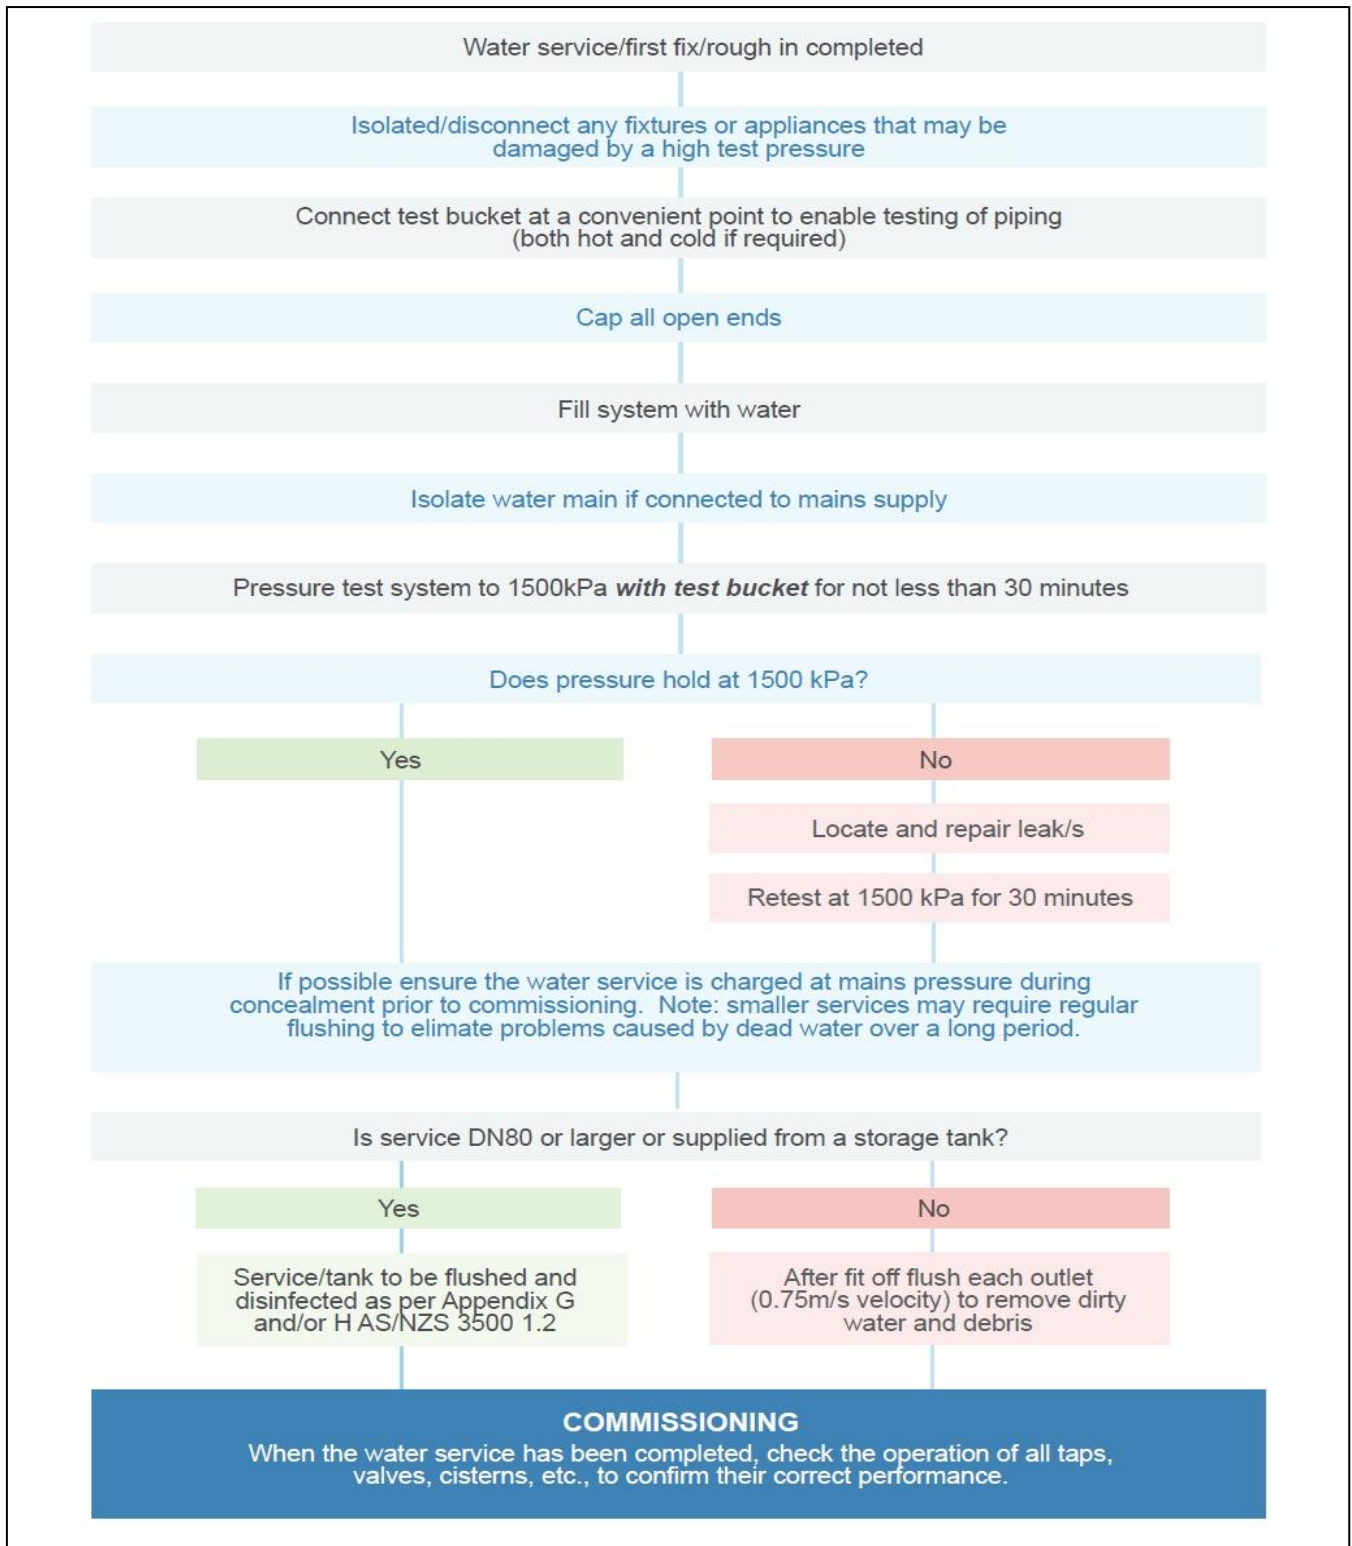 Water service/first fix/rough in completed
Isolated/disconnect any fixtures or appliances that may be
damaged by a high test pressure
Connect test bucket at a convenient point to enable testing of piping
(both hot and cold if required)
Cap all open ends
Fill system with water
Isolate water main if connected to mains supply
Pressure test system to 1500kPa with test bucket for not less than 30 minutes
Does pressure hold at 1500 kPa?
Yes
No
Locate and repair leak/s
Retest at 1500 kPa for 30 minutes
If possible ensure the water service is charged at mains pressure during
concealment prior to commissioning. Note: smaller services may require regular
flushing to elimate problems caused by dead water over a long period.
Is service DN80 or larger or supplied from a storage tank?
Yes
No
Service/tank to be flushed and
disinfected as per Appendix G
and/or H AS/NZS 3500 1.2
After fit off flush each outlet
(0.75m/s velocity) to remove dirty
water and debris
COMMISSIONING
When the water service has been completed, check the operation of all taps,
valves, cisterns, etc., to confirm their correct performance.